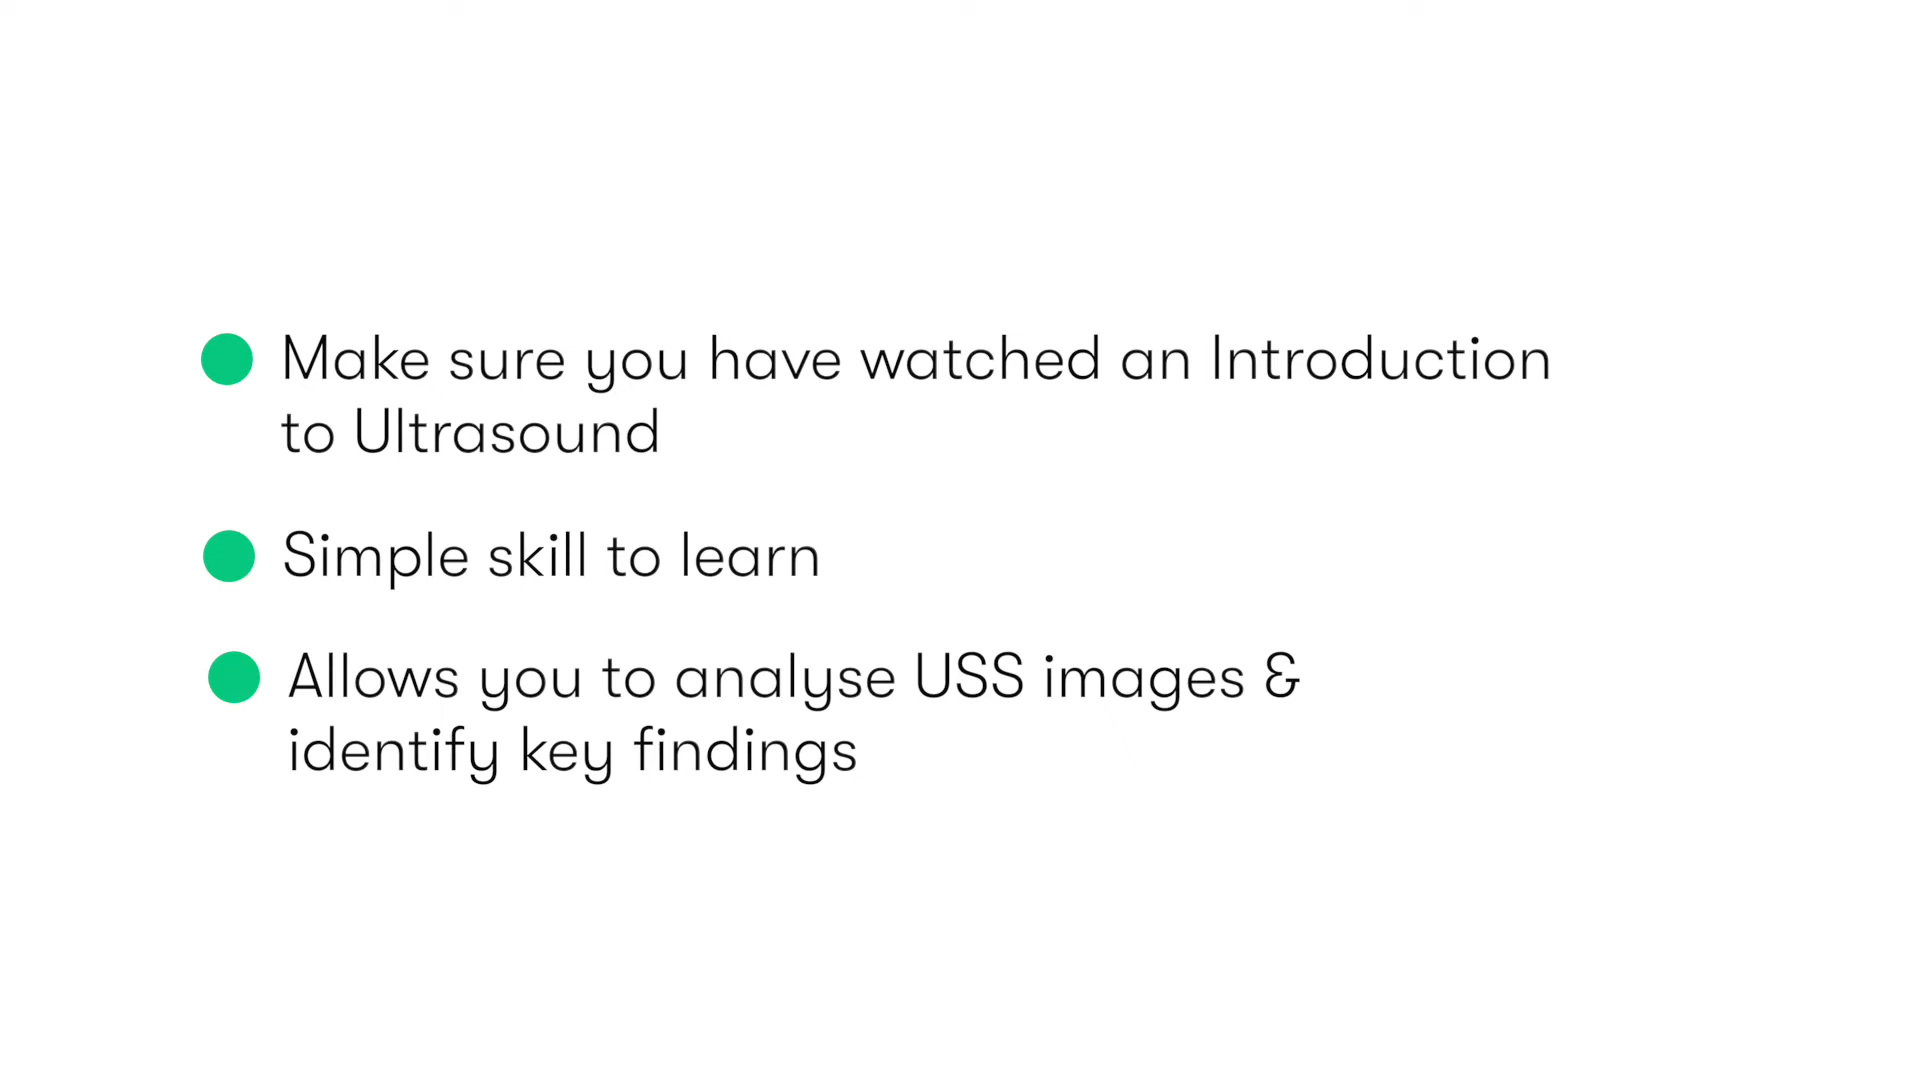 Make sure you have watched an Introduction
to Ultrasound
Simple skill to learn
Allows you to analyse USS images &
identify key findings